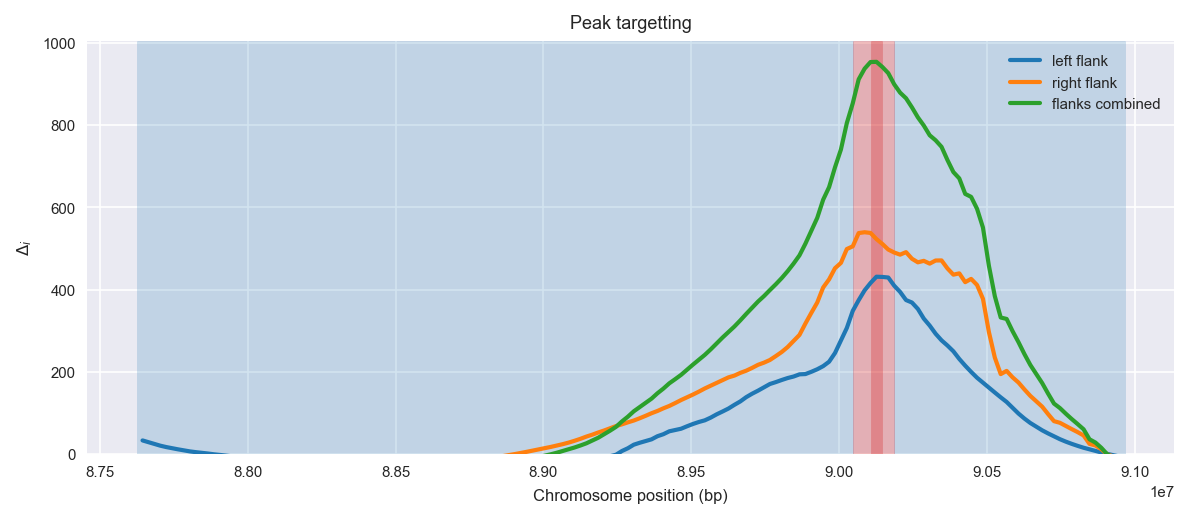 Peak targetting
1000
800
600
400
200
0
Δi
left flank
right flank
flanks combined
8.75 8.80 8.85 8.90 8.95 9.00 9.05 9.10
1e7
Chromosome position (bp)